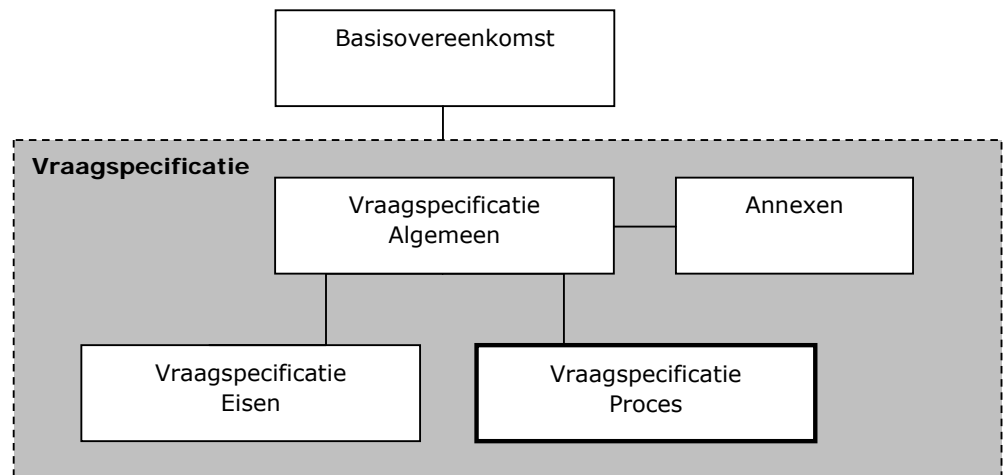 Basisovereenkomst
Vraagspecificatie
Vraagspecificatie
Algemeen
Annexen
Vraagspecificatie
Eisen
Vraagspecificatie
Proces